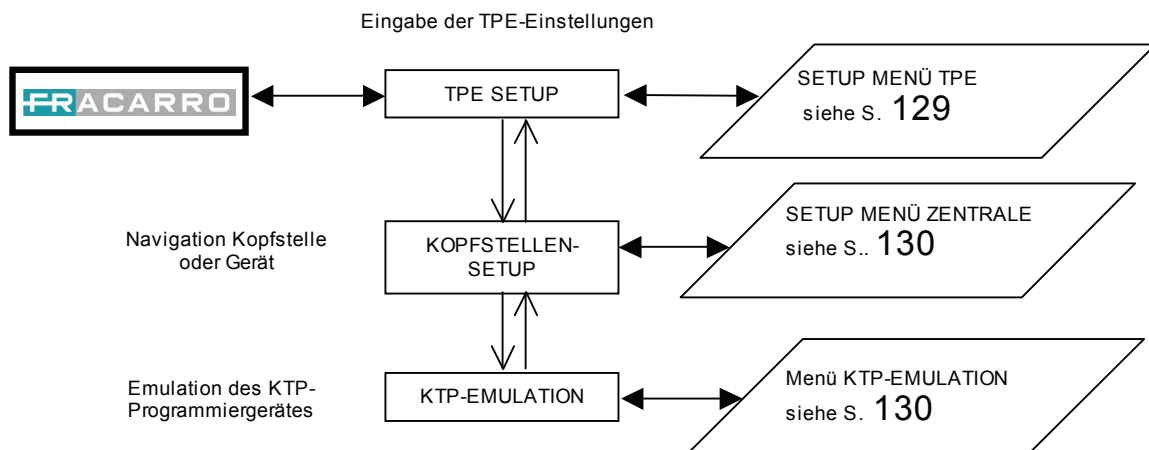 Eingabe der TPE-Einstellungen
FRACARRO
TPE SETUP
SETUP MENÜ TPE
siehe S. 129
Navigation Kopfstelle
oder Gerät
KOPFSTELLEN-
SETUP
SETUP MENÜ ZENTRALE
siehe S.. 130
Emulation des KTP-
Programmiergerätes
KTP-EMULATION
Menü KTP-EMULATION
siehe S. 130